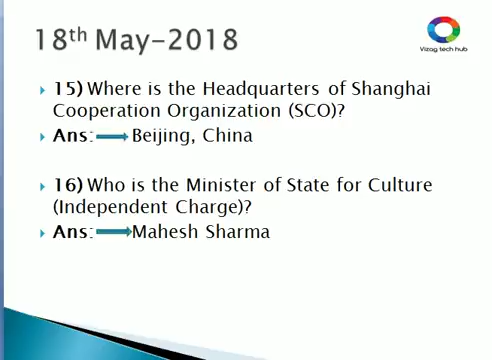 18th May-2018
Vizag tech hub
15) Where is the Headquarters of Shanghai
Cooperation Organization (SCO)?
Ans: Beijing, China
16) Who is the Minister of State for Culture
(Independent Charge)?
Ans: Mahesh Sharma